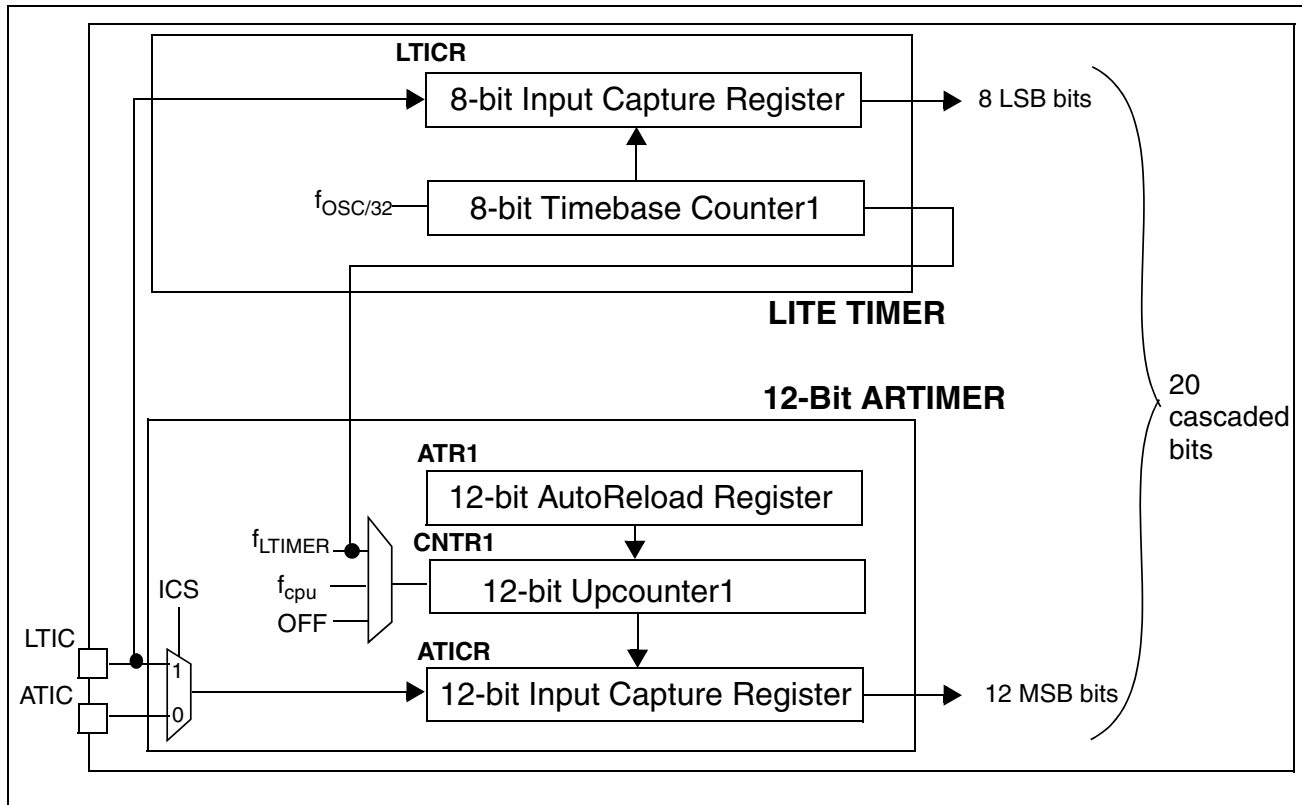 LTICR
8-bit Input Capture Register
8 LSB bits
fOSC/32
8-bit Timebase Counter1
LITE TIMER
20
cascaded
bits
12-Bit ARTIMER
ATR1
12-bit AutoReload Register
fLTIMER
CNTR1
fcpu
12-bit Upcounter1
OFF
ICS
LTIC
1
ATICR
ATIC
12-bit Input Capture Register
12 MSB bits
0